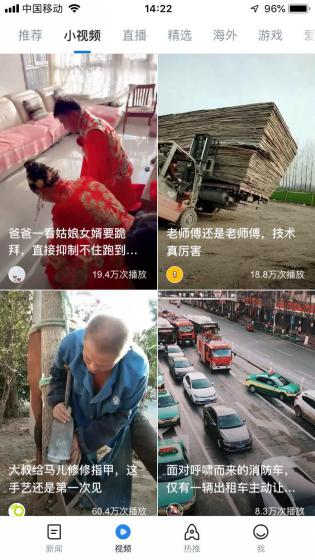 中国移动
14:22
96%
推荐 小视频 直播 精选 海外 游戏
爸爸一看姑娘女婿要跪
拜，直接抑制不住跑到...
19.4万次播放
老师傅还是老师傅，技术
真厉害
18.8万次播放
大叔给马儿修修指甲，这
手艺还是第一次见
60.4万次播放
面对呼啸而来的消防车，
仅有一辆出租车主动让...
48.6万次播放
新闻 视频 热推 我